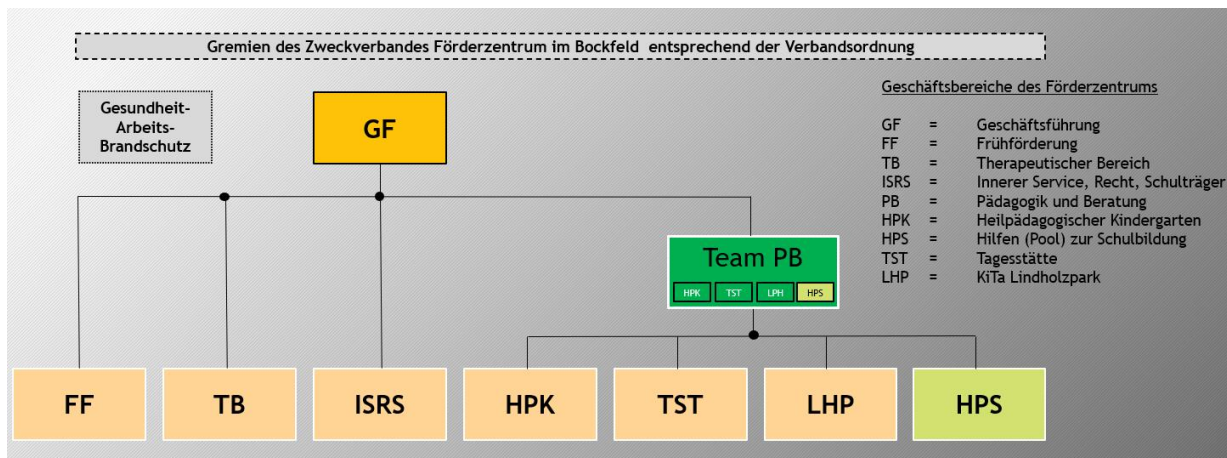 Gremien des Zweckverbandes Förderzentrum im Bockfeld entsprechend der Verbandsordnung
Gesundheit-
Arbeits-
Brandschutz
GF
Geschäftsbereiche des Förderzentrums
GF = Geschäftsführung
FF = Frühförderung
TB = Therapeutischer Bereich
ISRS = Innerer Service, Recht, Schulträger
PB = Pädagogik und Beratung
HPK = Heilpädagogischer Kindergarten
HPS = Hilfen (Pool) zur Schulbildung
TST = Tagesstätte
LHP = KiTa Lindholzpark
Team PB
HPK TST LPH HPS
FF TB ISRS HPK TST LHP HPS